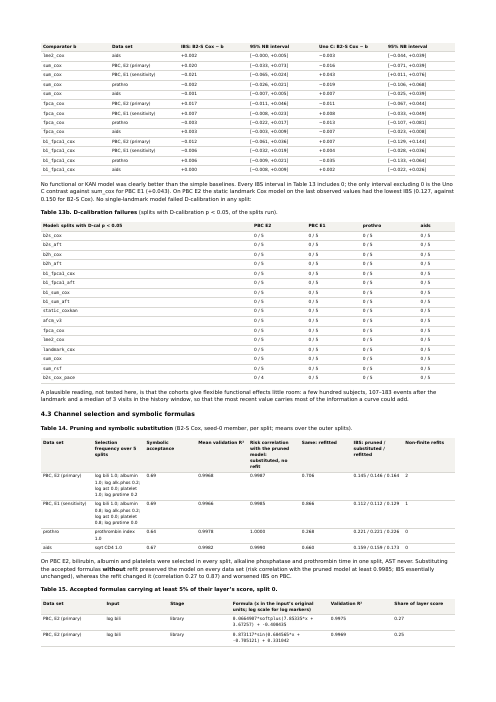 Comparator b Data set IBS: B2-S Cox − b 95% NB interval Uno C: B2-S Cox − b 95% NB interval
lme2_cox aids +0.002 [−0.000, +0.005] −0.003 [−0.044, +0.039]
sum_cox PBC, E2 (primary) +0.020 [−0.033, +0.073] −0.016 [−0.071, +0.039]
sum_cox PBC, E1 (sensitivity) −0.021 [−0.065, +0.024] +0.043 [+0.011, +0.076]
sum_cox prothro −0.002 [−0.026, +0.021] −0.019 [−0.106, +0.068]
sum_cox aids −0.001 [−0.007, +0.005] +0.007 [−0.025, +0.039]
fpca_cox PBC, E2 (primary) +0.017 [−0.011, +0.046] −0.011 [−0.067, +0.044]
fpca_cox PBC, E1 (sensitivity) +0.007 [−0.008, +0.023] +0.008 [−0.033, +0.049]
fpca_cox prothro −0.003 [−0.022, +0.017] −0.013 [−0.107, +0.081]
fpca_cox aids +0.003 [−0.003, +0.009] −0.007 [−0.023, +0.008]
b1_fpca1_cox PBC, E2 (primary) −0.012 [−0.061, +0.036] +0.007 [−0.129, +0.144]
b1_fpca1_cox PBC, E1 (sensitivity) −0.006 [−0.032, +0.019] +0.004 [−0.028, +0.036]
b1_fpca1_cox prothro +0.006 [−0.009, +0.021] −0.035 [−0.133, +0.064]
b1_fpca1_cox aids +0.000 [−0.008, +0.009] −0.002 [−0.022, +0.026]
No functional or KAN model was clearly better than the simple baselines. Every IBS interval in Table 13 includes 0; the only interval excluding 0 is the Uno
C contrast against sum_cox for PBC E1 (+0.043). On PBC E2 the static landmark Cox model on the last observed values had the lowest IBS (0.127, against
0.150 for B2-S Cox). No single-landmark model failed D-calibration in any split:
Table 13b. D-calibration failures (splits with D-calibration p < 0.05, of the splits run).
Model: splits with D-cal p < 0.05 PBC E2 PBC E1 prothro aids
b2s_cox 0 / 5 0 / 5 0 / 5 0 / 5
b2s_aft 0 / 5 0 / 5 0 / 5 0 / 5
b2h_cox 0 / 5 0 / 5 0 / 5 0 / 5
b2h_aft 0 / 5 0 / 5 0 / 5 0 / 5
b1_fpca1_cox 0 / 5 0 / 5 0 / 5 0 / 5
b1_fpca1_aft 0 / 5 0 / 5 0 / 5 0 / 5
b1_sum_cox 0 / 5 0 / 5 0 / 5 0 / 5
b1_sum_aft 0 / 5 0 / 5 0 / 5 0 / 5
static_coxkan 0 / 5 0 / 5 0 / 5 0 / 5
afcm_v3 0 / 5 0 / 5 0 / 5 0 / 5
fpca_cox 0 / 5 0 / 5 0 / 5 0 / 5
lme2_cox 0 / 5 0 / 5 0 / 5 0 / 5
landmark_cox 0 / 5 0 / 5 0 / 5 0 / 5
sum_cox 0 / 5 0 / 5 0 / 5 0 / 5
sum_rsf 0 / 5 0 / 5 0 / 5 0 / 5
b2s_cox_pace 0 / 4 0 / 5 0 / 5 0 / 5
A plausible reading, not tested here, is that the cohorts give flexible functional effects little room: a few hundred subjects, 107–183 events after the
landmark and a median of 3 visits in the history window, so that the most recent value carries most of the information a curve could add.
4.3 Channel selection and symbolic formulas
Table 14. Pruning and symbolic substitution (B2-S Cox, seed-0 member, per split; means over the outer splits).
Data set Selection frequency over 5 splits Symbolic acceptance Mean validation R² Risk correlation with the pruned model: substituted, no refit Same: refitted IBS: pruned / substituted / refitted Non-finite refits
PBC, E2 (primary) log bili 1.0; albumin 1.0; log alk.phos 0.2; log ast 0.0; platelet 1.0; log protime 0.2 0.69 0.9968 0.9987 0.706 0.145 / 0.146 / 0.164 2
PBC, E1 (sensitivity) log bili 1.0; albumin 0.8; log alk.phos 0.2; log ast 0.0; platelet 0.8; log protime 0.0 0.69 0.9966 0.9985 0.866 0.112 / 0.112 / 0.129 1
prothro prothrombin index 1.0 0.64 0.9978 1.0000 0.268 0.221 / 0.221 / 0.226 0
aids sqrt CD4 1.0 0.67 0.9982 0.9990 0.660 0.159 / 0.159 / 0.173 0
On PBC E2, bilirubin, albumin and platelets were selected in every split, alkaline phosphatase and prothrombin time in one split, AST never. Substituting
the accepted formulas without refit preserved the model on every data set (risk correlation with the pruned model at least 0.9985; IBS essentially
unchanged), whereas the refit changed it (correlation 0.27 to 0.87) and worsened IBS on PBC.
Table 15. Accepted formulas carrying at least 5% of their layer's score, split 0.
Data set Input Stage Formula (x in the input's original units; log scale for log markers) Validation R² Share of layer score
PBC, E2 (primary) log bili library 0.0664987*softplus(7.85335*x + 3.67257) + -0.408435 0.9975 0.27
PBC, E2 (primary) log bili library 0.9969 0.25